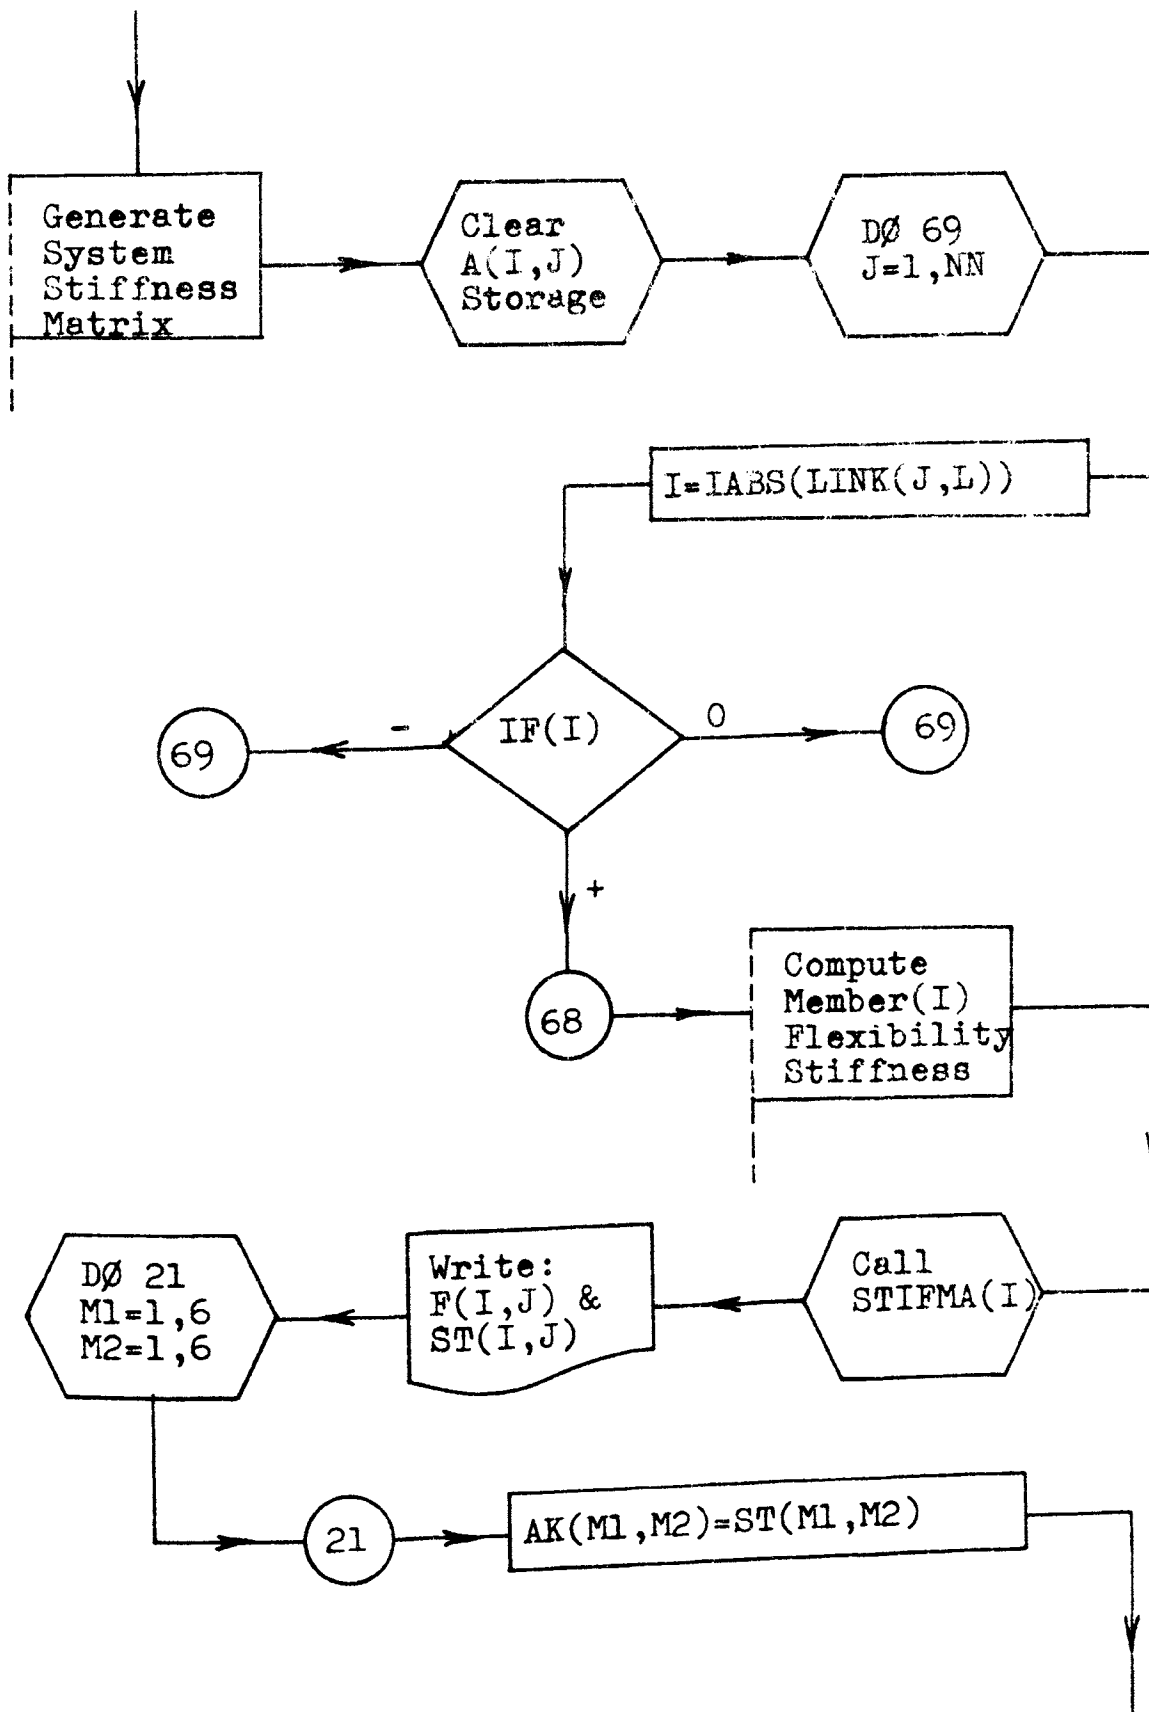 Generate
System
Stiffness
Matrix
Clear
A(I,J)
Storage
DØ 69
J=1,NN
I=IABS(LINK(J,L))
IF(I)
-
0
69
69
+
68
Compute
Member(I)
Flexibility
Stiffness
DØ 21
M1=1,6
M2=1,6
Write:
F(I,J) &
ST(I,J)
Call
STIFMA(I)
21
AK(M1,M2)=ST(M1,M2)